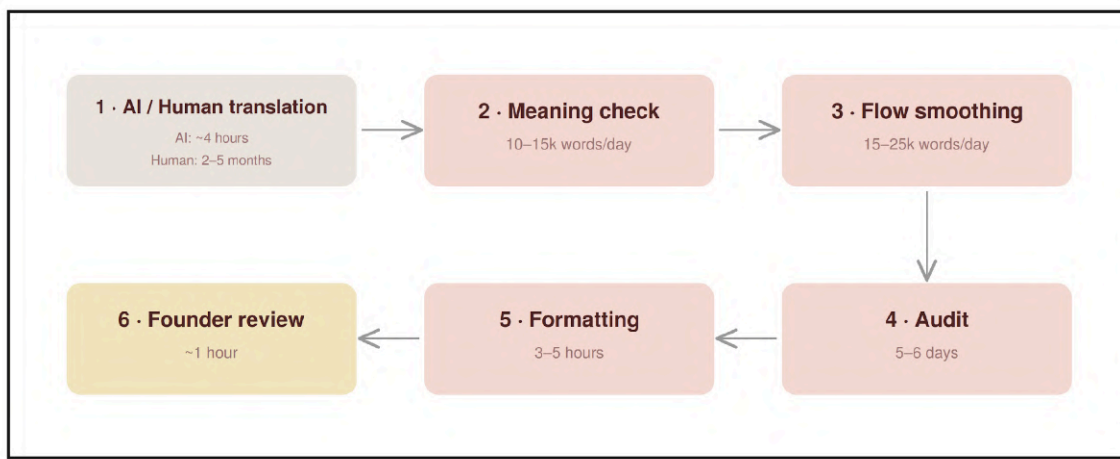 1 · AI / Human translation
AI: ~4 hours
Human: 2–5 months
2 · Meaning check
10–15k words/day
3 · Flow smoothing
15–25k words/day
4 · Audit
5–6 days
5 · Formatting
3–5 hours
6 · Founder review
~1 hour